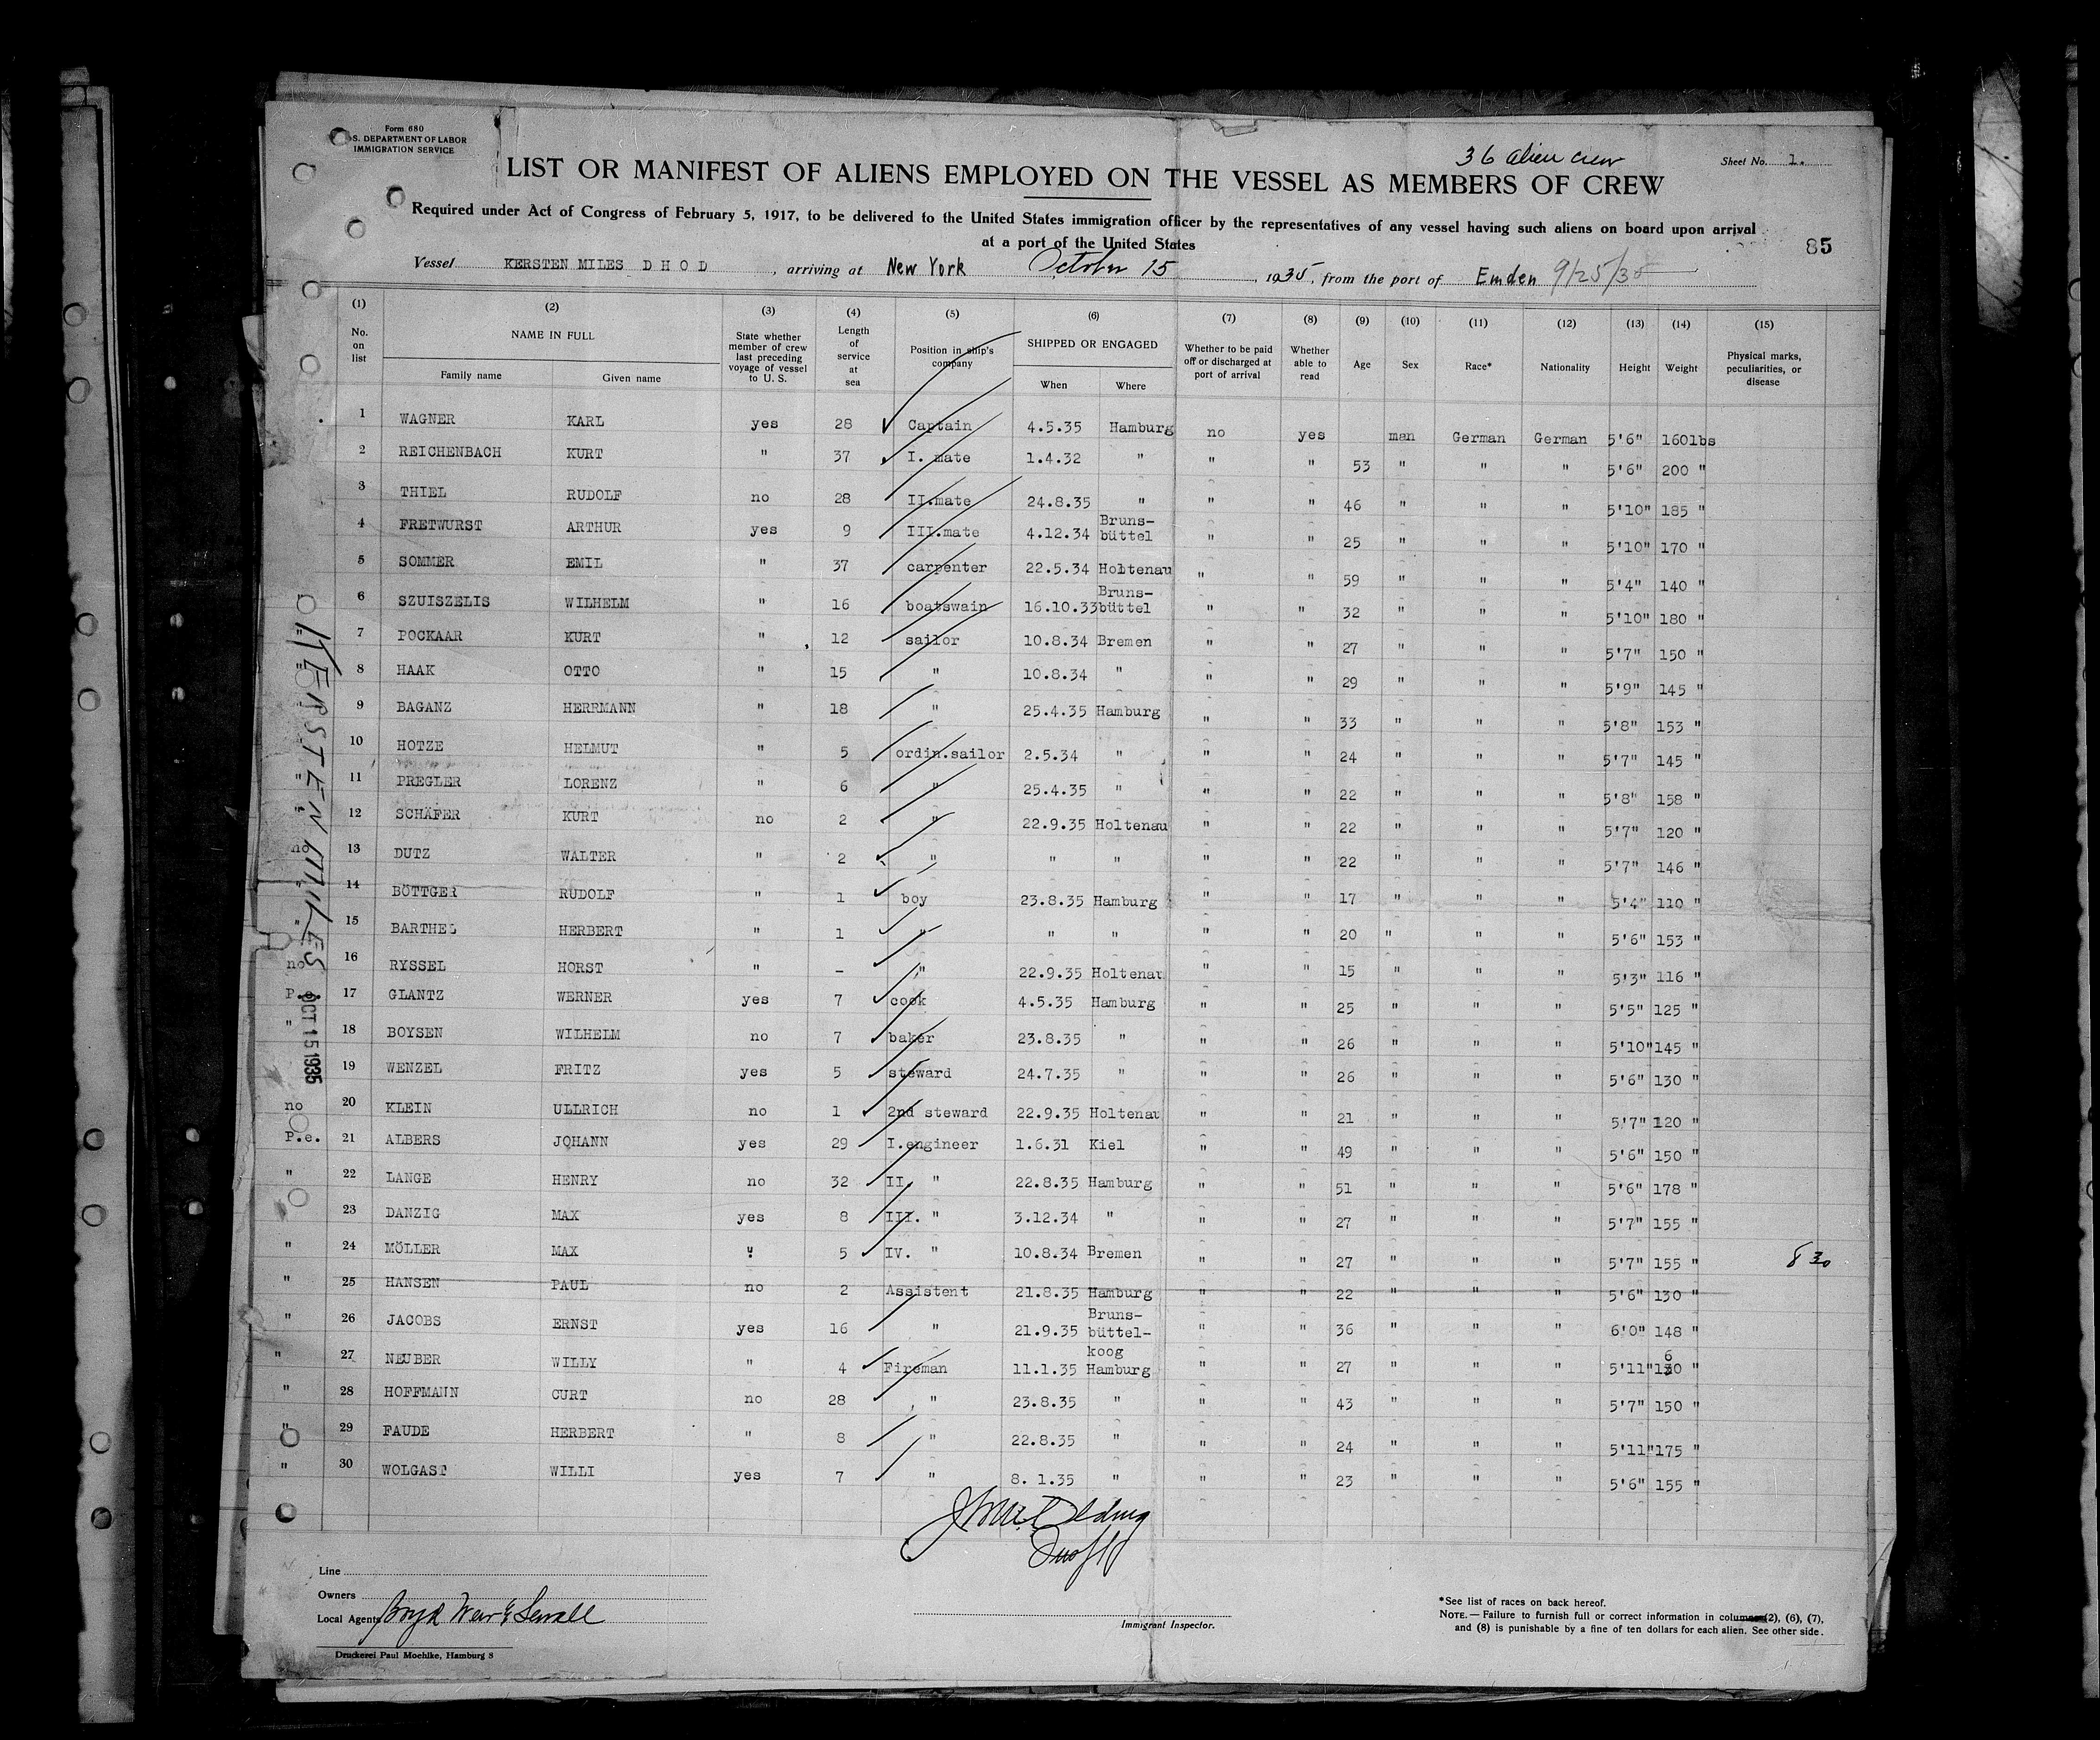 Form 680
S. DEPARTMENT OF LABOR
IMMIGRATION SERVICE
36 alien crew
Sheet No. 1.
LIST OR MANIFEST OF ALIENS EMPLOYED ON THE VESSEL AS MEMBERS OF CREW
Required under Act of Congress of February 5, 1917, to be delivered to the United States immigration officer by the representatives of any vessel having such aliens on board upon arrival
at a port of the United States
85
Vessel KERSTEN MILES D H O D , arriving at New York October 15 , 1935, from the port of Emden 9/25/35
(1) (2) (3) (4) (5) (6) (7) (8) (9) (10) (11) (12) (13) (14) (15)
No. on list NAME IN FULL Family name Given name State whether member of crew last preceding voyage of vessel to U. S. Length of service at sea Position in ship's company SHIPPED OR ENGAGED When Where Whether to be paid off or discharged at port of arrival Whether able to read Age Sex Race* Nationality Height Weight Physical marks, peculiarities, or disease
1 WAGNER KARL yes 28 Captain 4.5.35 Hamburg no yes man German German 5'6" 160lbs
2 REICHENBACH KURT " 37 I. mate 1.4.32 " " " 53 " " " 5'6" 200 "
3 THIEL RUDOLF no 28 II.mate 24.8.35 " " " 46 " " " 5'10" 185 "
4 FRETWURST ARTHUR yes 9 III.mate 4.12.34 Bruns-büttel " " 25 " " " 5'10" 170 "
5 SOMMER EMIL " 37 carpenter 22.5.34 Holtenau " " 59 " " " 5'4" 140 "
6 SZUISZELIS WILHELM " 16 boatswain 16.10.33 Bruns-büttel " " 32 " " " 5'10" 180 "
7 POCKAAR KURT " 12 sailor 10.8.34 Bremen " " 27 " " " 5'7" 150 "
8 HAAK OTTO " 15 " 10.8.34 " " " 29 " " " 5'9" 145 "
9 BAGANZ HERRMANN " 18 " 25.4.35 Hamburg " " 33 " " " 5'8" 153 "
10 HOTZE HELMUT " 5 ordin.sailor 2.5.34 " " " 24 " " " 5'7" 145 "
11 PREGLER LORENZ " 6 " 25.4.35 " " " 22 " " " 5'8" 158 "
12 SCHÄFER KURT no 2 " 22.9.35 Holtenau " " 22 " " " 5'7" 120 "
no 13 DUTZ WALTER " 2 " " " " " 22 " " " 5'7" 146 "
" 14 BÖTTGER RUDOLF " 1 boy 23.8.35 Hamburg " " 17 " " " 5'4" 110 "
" 15 BARTHEL HERBERT " 1 " " " " " 20 " " " 5'6" 153 "
no 16 RYSSEL HORST " - " 22.9.35 Holtenau " " 15 " " " 5'3" 116 "
P. 17 GLANTZ WERNER yes 7 cook 4.5.35 Hamburg " " 25 " " " 5'5" 125 "
" 18 BOYSEN WILHELM no 7 baker 23.8.35 " " " 26 " " " 5'10" 145 "
19 WENZEL FRITZ yes 5 steward 24.7.35 " " " 26 " " " 5'6" 130 "
no 20 KLEIN ULLRICH no 1 2nd steward 22.9.35 Holtenau " " 21 " " " 5'7" 120 "
P.e. 21 ALBERS JOHANN yes 29 I.engineer 1.6.31 Kiel " " 49 " " " 5'6" 150 "
" 22 LANGE HENRY no 32 II. " 22.8.35 Hamburg " " 51 " " " 5'6" 178 "
23 DANZIG MAX yes 8 III. " 3.12.34 " " " 27 " " " 5'7" 155 "
" 24 MÖLLER MAX " 5 IV. " 10.8.34 Bremen " " 27 " " " 5'7" 155 " 8 30
" 25 HANSEN PAUL no 2 Assistent 21.8.35 Hamburg " " 22 " " " 5'6" 130 "
" 26 JACOBS ERNST yes 16 " 21.9.35 Bruns-büttel-koog " " 36 " " " 6'0" 148 "
" 27 NEUBER WILLY " 4 Fireman 11.1.35 Hamburg " " 27 " " " 5'11" 160 "
" 28 HOFFMANN CURT no 28 " 23.8.35 " " " 43 " " " 5'7" 150 "
" 29 FAUDE HERBERT " 8 " 22.8.35 " " " 24 " " " 5'11" 175 "
" 30 WOLGAST WILLI yes 7 " 8. 1.35 " " " 23 " " " 5'6" 155 "
KERSTEN MILES
OCT 15 1935
Line
Owners
Local Agents Boyd Weir & Sewall
Immigrant Inspector.
Druckerei Paul Moehlke, Hamburg 8
*See list of races on back hereof.
NOTE.— Failure to furnish full or correct information in columns (2), (6), (7),
and (8) is punishable by a fine of ten dollars for each alien. See other side.